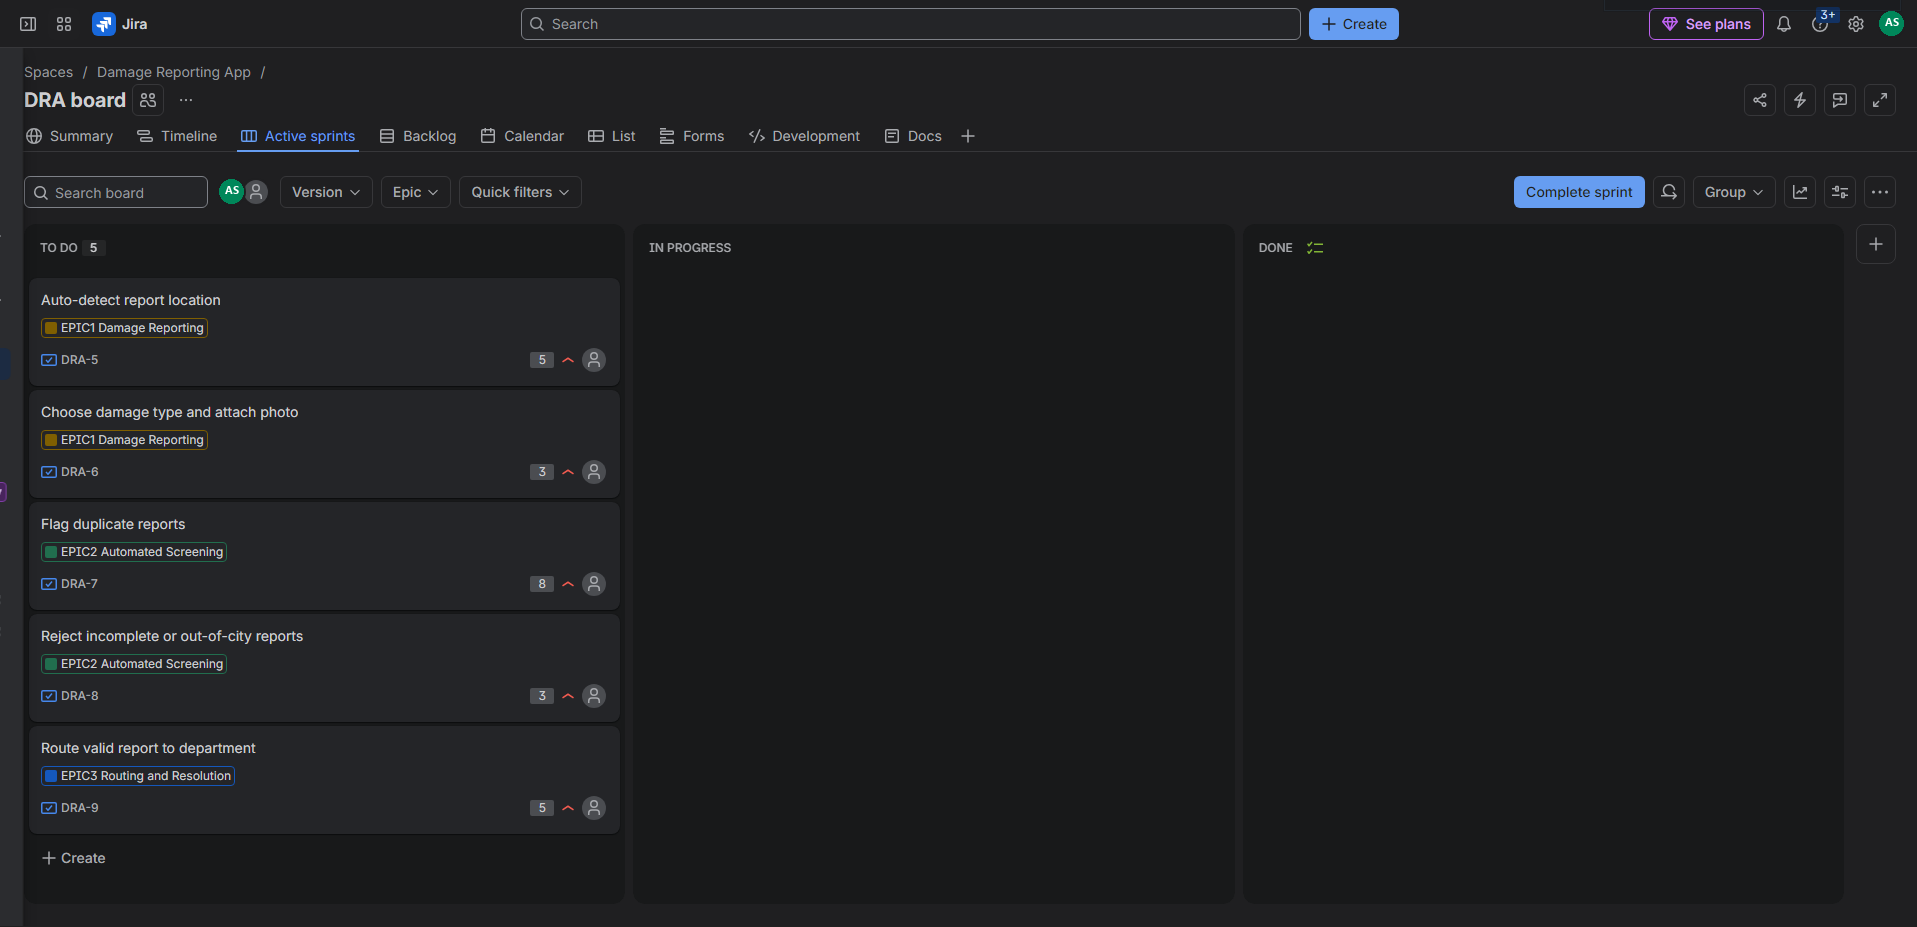 Jira
Search
Create
See plans
3+
AS
Spaces / Damage Reporting App /
DRA board
Summary
Timeline
Active sprints
Backlog
Calendar
List
Forms
Development
Docs
Search board
AS
Version
Epic
Quick filters
Complete sprint
Group
TO DO 5
IN PROGRESS
DONE
Auto-detect report location
EPIC1 Damage Reporting
DRA-5
5
Choose damage type and attach photo
EPIC1 Damage Reporting
DRA-6
3
Flag duplicate reports
EPIC2 Automated Screening
DRA-7
8
Reject incomplete or out-of-city reports
EPIC2 Automated Screening
DRA-8
3
Route valid report to department
EPIC3 Routing and Resolution
DRA-9
5
Create